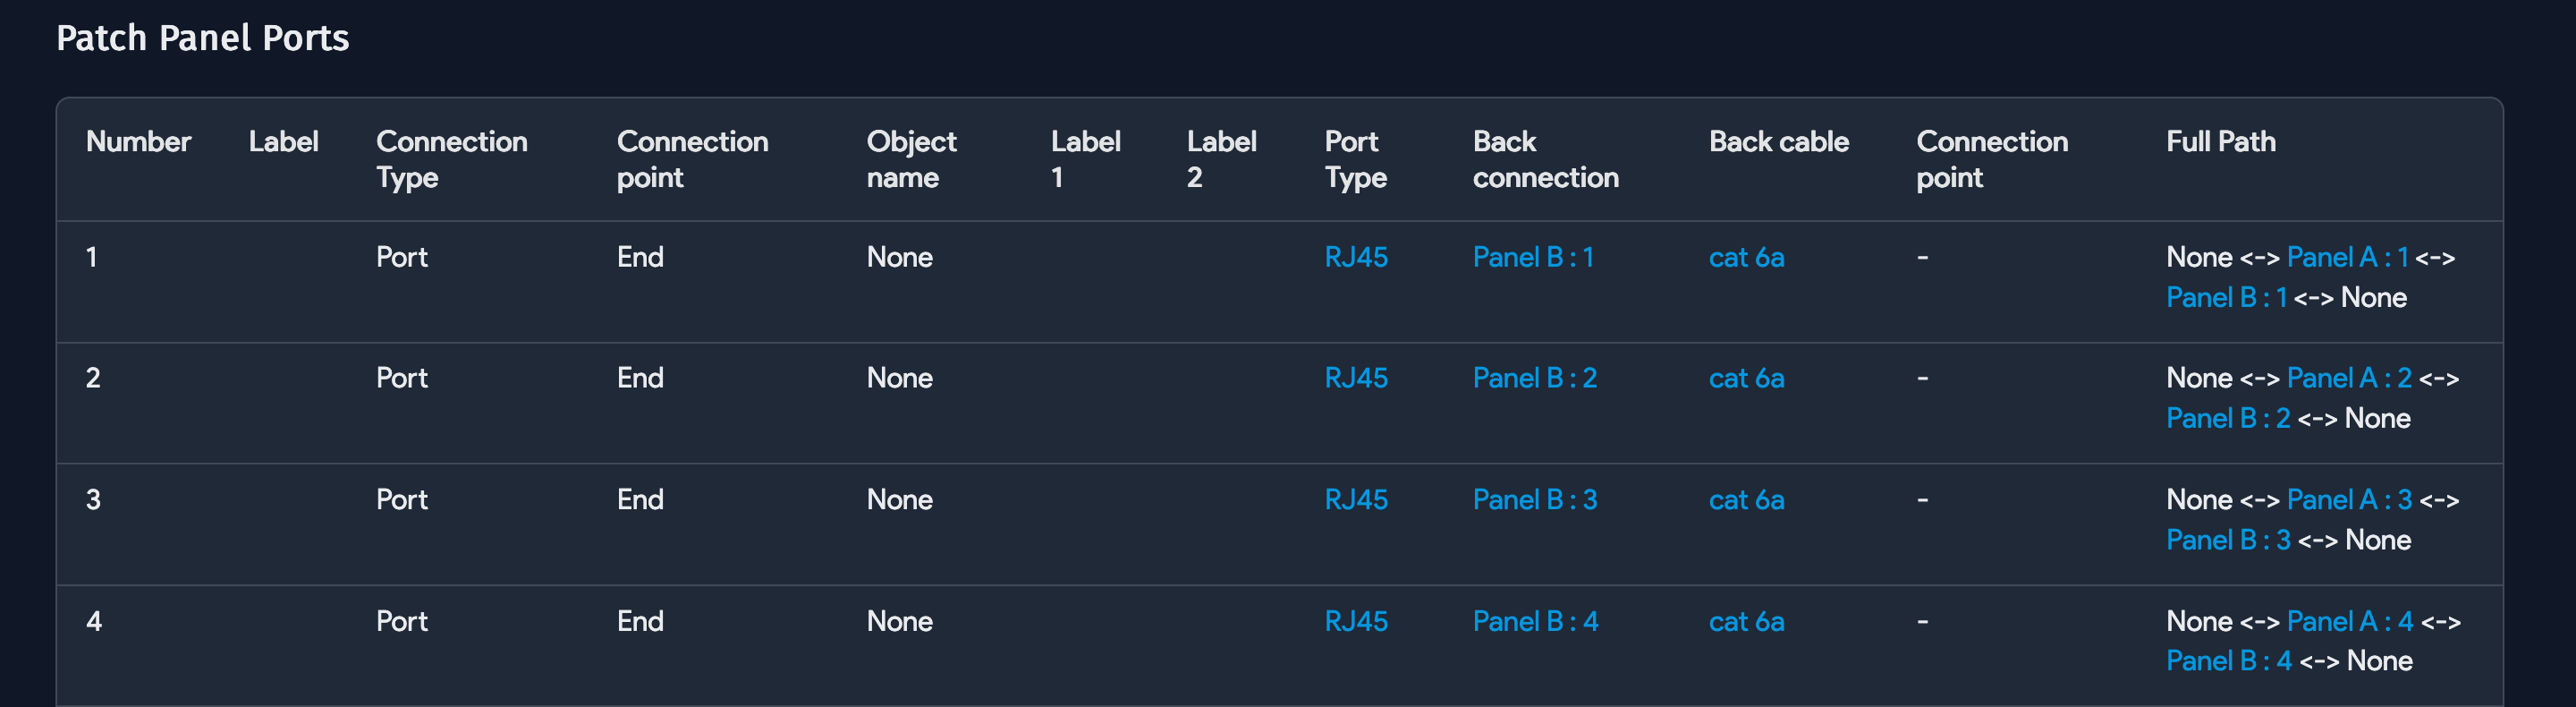 Patch Panel Ports
Number Label Connection Type Connection point Object name Label 1 Label 2 Port Type Back connection Back cable Connection point Full Path
1 Port End None RJ45 Panel B : 1 cat 6a - None <-> Panel A : 1 <->
Panel B : 1 <-> None
2 Port End None RJ45 Panel B : 2 cat 6a - None <-> Panel A : 2 <->
Panel B : 2 <-> None
3 Port End None RJ45 Panel B : 3 cat 6a - None <-> Panel A : 3 <->
Panel B : 3 <-> None
4 Port End None RJ45 Panel B : 4 cat 6a - None <-> Panel A : 4 <->
Panel B : 4 <-> None